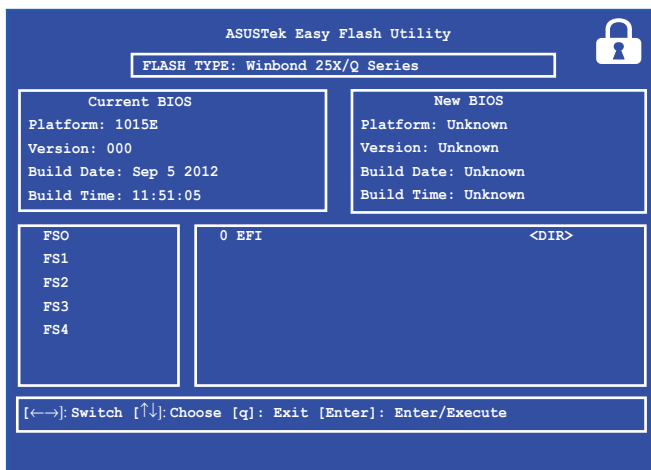 ASUSTek Easy Flash Utility
FLASH TYPE: Winbond 25X/Q Series
Current BIOS
Platform: 1015E
Version: 000
Build Date: Sep 5 2012
Build Time: 11:51:05
New BIOS
Platform: Unknown
Version: Unknown
Build Date: Unknown
Build Time: Unknown
FSO
FS1
FS2
FS3
FS4
0 EFI <DIR>
[←→]: Switch [↑↓]: Choose [q]: Exit [Enter]: Enter/Execute